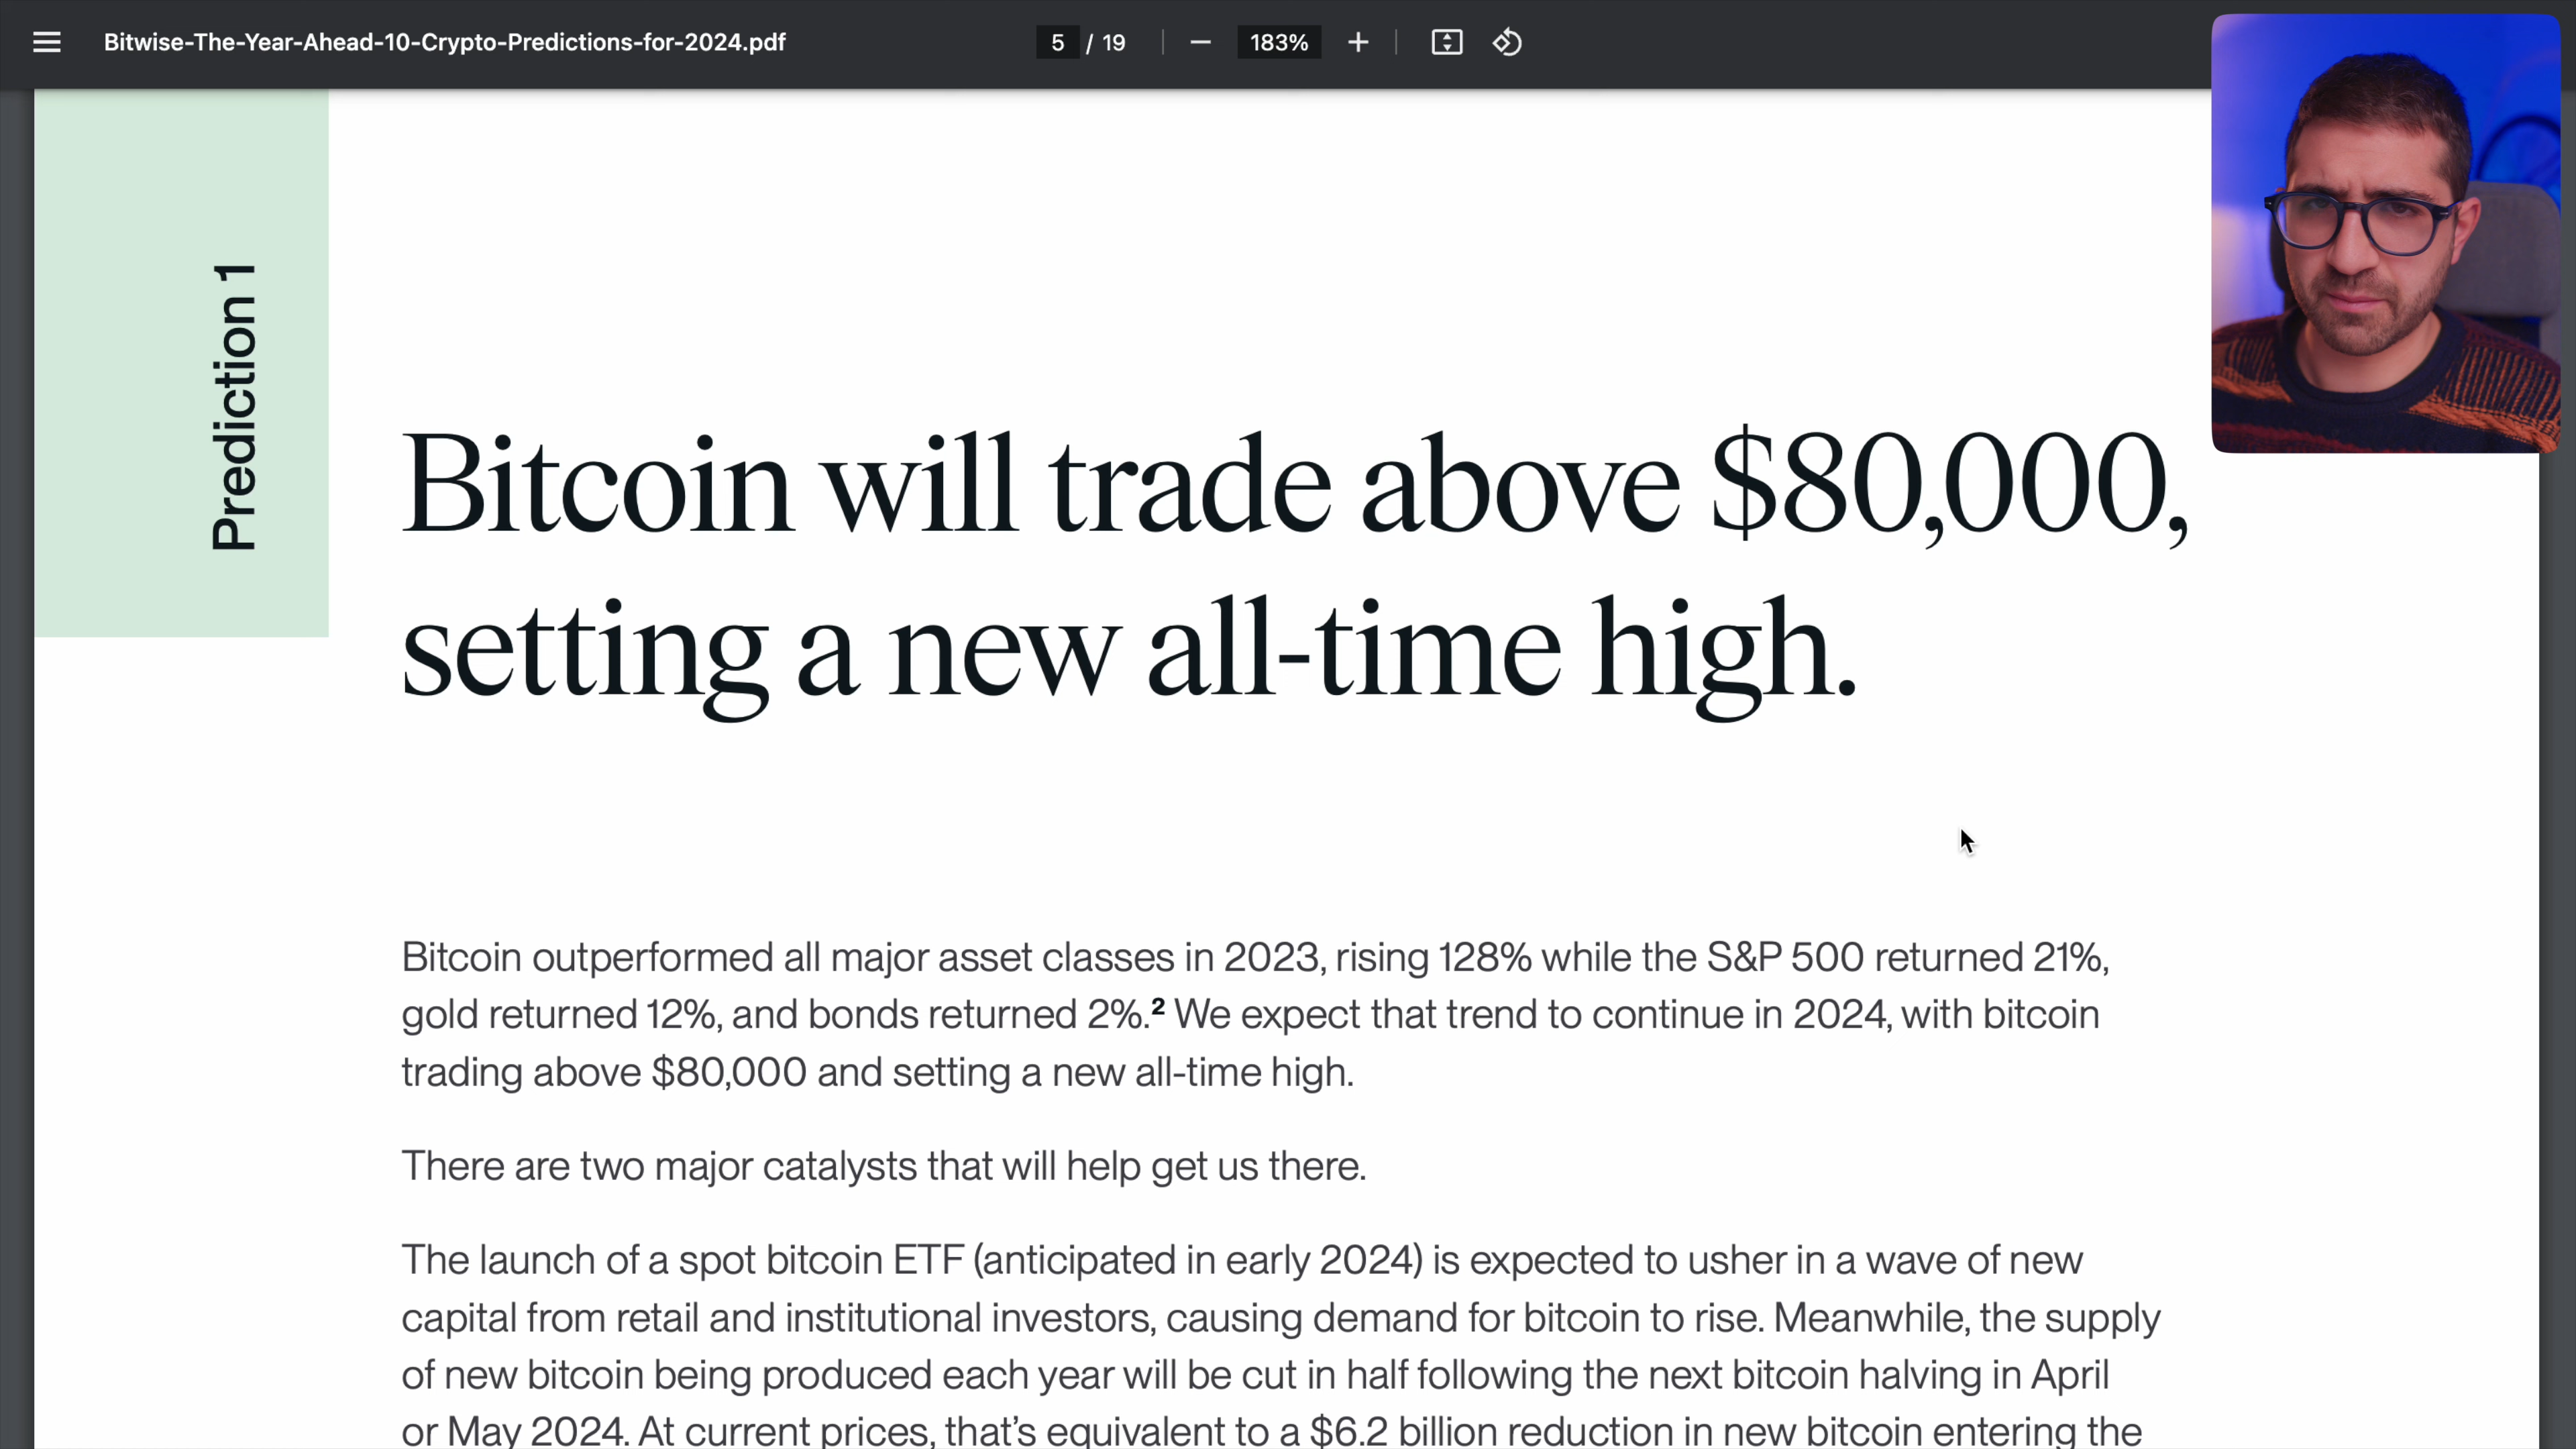 Bitwise-The-Year-Ahead-10-Crypto-Predictions-for-2024.pdf
5 / 19
183%
Prediction 1
Bitcoin will trade above $80,000,
setting a new all-time high.
Bitcoin outperformed all major asset classes in 2023, rising 128% while the S&P 500 returned 21%,
gold returned 12%, and bonds returned 2%.² We expect that trend to continue in 2024, with bitcoin
trading above $80,000 and setting a new all-time high.
There are two major catalysts that will help get us there.
The launch of a spot bitcoin ETF (anticipated in early 2024) is expected to usher in a wave of new
capital from retail and institutional investors, causing demand for bitcoin to rise. Meanwhile, the supply
of new bitcoin being produced each year will be cut in half following the next bitcoin halving in April
or May 2024. At current prices, that’s equivalent to a $6.2 billion reduction in new bitcoin entering the